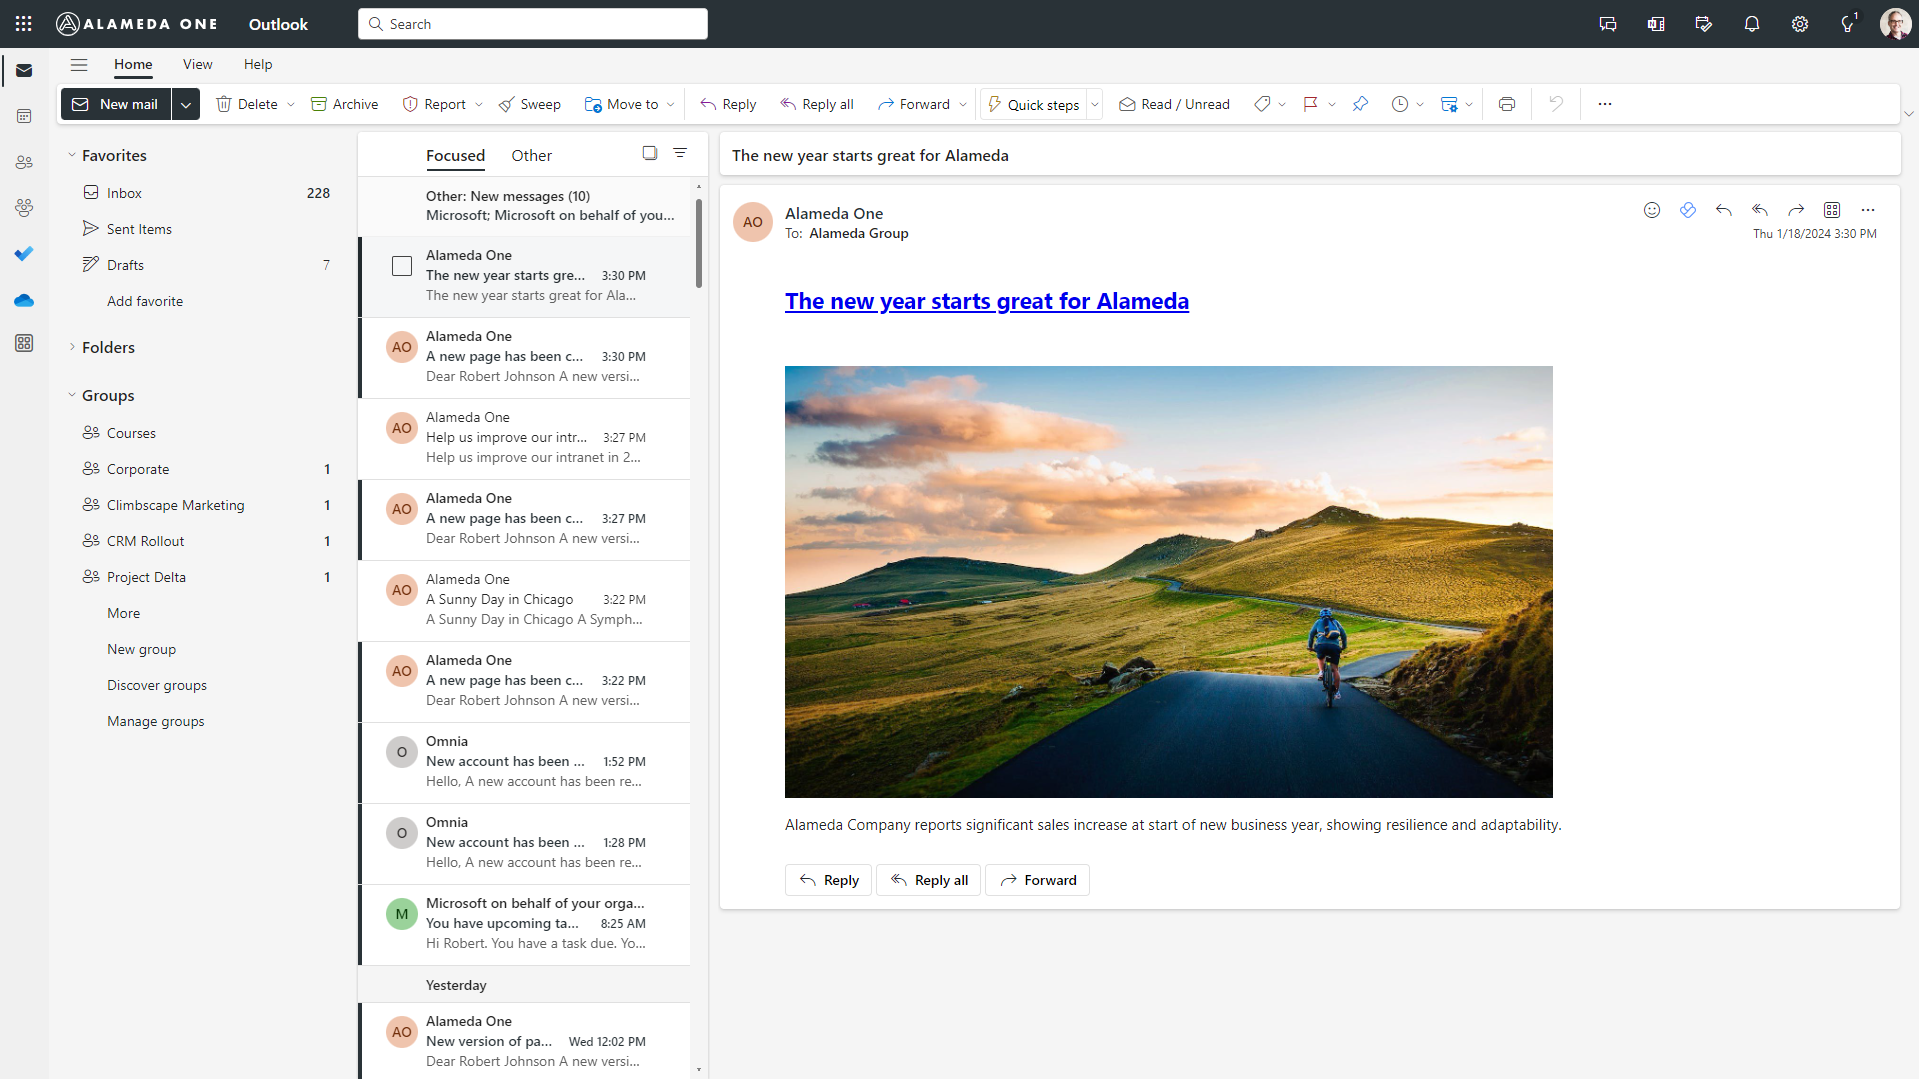 ALAMEDA ONE
Outlook
Search
1
Home
View
Help
New mail
Delete
Archive
Report
Sweep
Move to
Reply
Reply all
Forward
Quick steps
Read / Unread
Favorites
Inbox 228
Sent Items
Drafts 7
Add favorite
Folders
Groups
Courses
Corporate 1
Climbscape Marketing 1
CRM Rollout 1
Project Delta 1
More
New group
Discover groups
Manage groups
Focused
Other
Other: New messages (10)
Microsoft; Microsoft on behalf of you...
Alameda One
The new year starts gre... 3:30 PM
The new year starts great for Ala...
AO
Alameda One
A new page has been c... 3:30 PM
Dear Robert Johnson A new versi...
AO
Alameda One
Help us improve our intr... 3:27 PM
Help us improve our intranet in 2...
AO
Alameda One
A new page has been c... 3:27 PM
Dear Robert Johnson A new versi...
AO
Alameda One
A Sunny Day in Chicago 3:22 PM
A Sunny Day in Chicago A Symph...
AO
Alameda One
A new page has been c... 3:22 PM
Dear Robert Johnson A new versi...
O
Omnia
New account has been ... 1:52 PM
Hello, A new account has been re...
O
Omnia
New account has been ... 1:28 PM
Hello, A new account has been re...
M
Microsoft on behalf of your orga...
You have upcoming ta... 8:25 AM
Hi Robert. You have a task due. Yo...
Yesterday
AO
Alameda One
New version of pa... Wed 12:02 PM
Dear Robert Johnson A new versi...
The new year starts great for Alameda
AO
Alameda One
To: Alameda Group
Thu 1/18/2024 3:30 PM
The new year starts great for Alameda
Alameda Company reports significant sales increase at start of new business year, showing resilience and adaptability.
Reply
Reply all
Forward